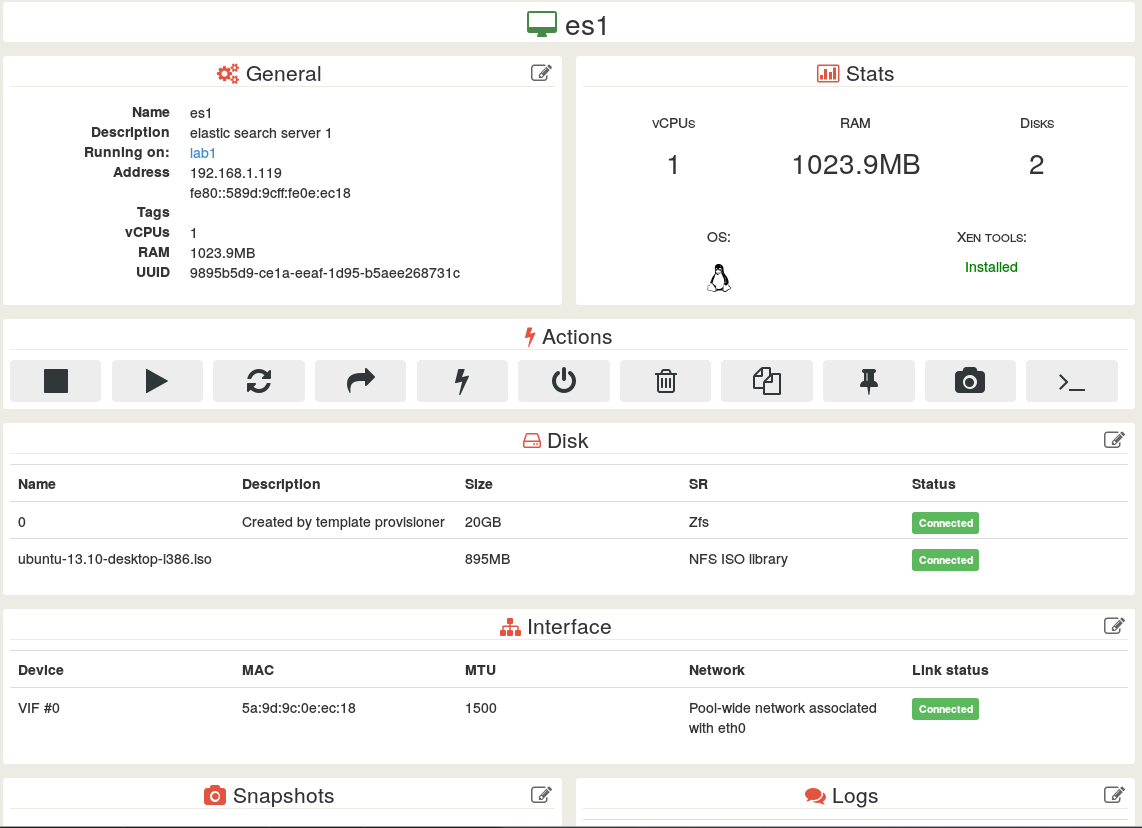 es1
General
Name es1
Description elastic search server 1
Running on: lab1
Address 192.168.1.119
fe80::589d:9cff:fe0e:ec18
Tags
vCPUs 1
RAM 1023.9MB
UUID 9895b5d9-ce1a-eeaf-1d95-b5aee268731c
Stats
vCPUs RAM Disks
1 1023.9MB 2
OS: Xen tools:
Installed
Actions
Disk
Name Description Size SR Status
0 Created by template provisioner 20GB Zfs Connected
ubuntu-13.10-desktop-i386.iso 895MB NFS ISO library Connected
Interface
Device MAC MTU Network Link status
VIF #0 5a:9d:9c:0e:ec:18 1500 Pool-wide network associated Connected
with eth0
Snapshots
Logs